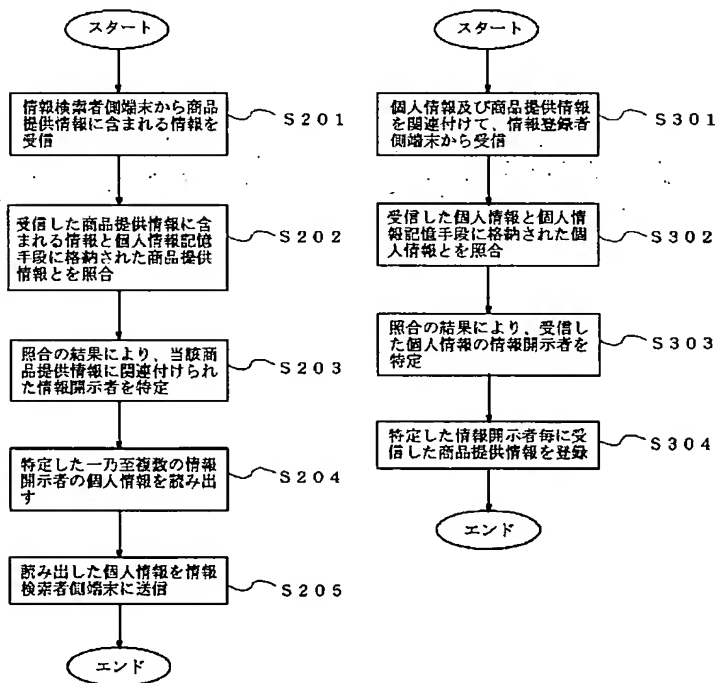 スタート
情報検索者側端末から商品
提供情報に含まれる情報を
受信
S201
受信した商品提供情報に含
まれる情報と個人情報記憶
手段に格納された商品提供
情報とを照合
S202
照合の結果により、当該商
品提供情報に関連付けられ
た情報開示者を特定
S203
特定した一乃至複数の情報
開示者の個人情報を読み出
す
S204
読み出した個人情報を情報
検索者側端末に送信
S205
エンド
スタート
個人情報及び商品提供情報
を関連付けて、情報登録者
側端末から受信
S301
受信した個人情報と個人情
報記憶手段に格納された個
人情報とを照合
S302
照合の結果により、受信し
た個人情報の情報開示者を
特定
S303
特定した情報開示者毎に受
信した商品提供情報を登録
S304
エンド